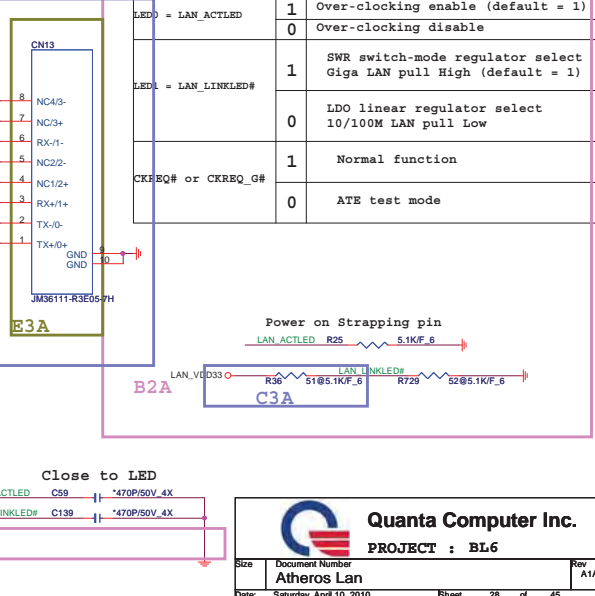 LED0 = LAN_ACTLED
1 Over-clocking enable (default = 1)
0 Over-clocking disable
LED1 = LAN_LINKLED#
1 SWR switch-mode regulator select
Giga LAN pull High (default = 1)
0 LDO linear regulator select
10/100M LAN pull Low
CKREQ# or CKREQ_G#
1 Normal function
0 ATE test mode
CN13
8 NC4/3-
7 NC/3+
6 RX-/1-
5 NC2/2-
4 NC1/2+
3 RX+/1+
2 TX-/0-
1 TX+/0+
GND 9
GND 10
JM36111-R3E05-7H
E3A
Power on Strapping pin
LAN_ACTLED R25 5.1K/F_6
LAN_VDD33 R36 51@5.1K/F_6 LAN_LINKLED# R729 52@5.1K/F_6
B2A
C3A
Close to LED
ACTLED C59 *470P/50V_4X
INKLED# C139 *470P/50V_4X
Quanta Computer Inc.
PROJECT : BL6
Size Document Number Rev
Atheros Lan A1A
Date: Saturday, April 10, 2010 Sheet 28 of 45